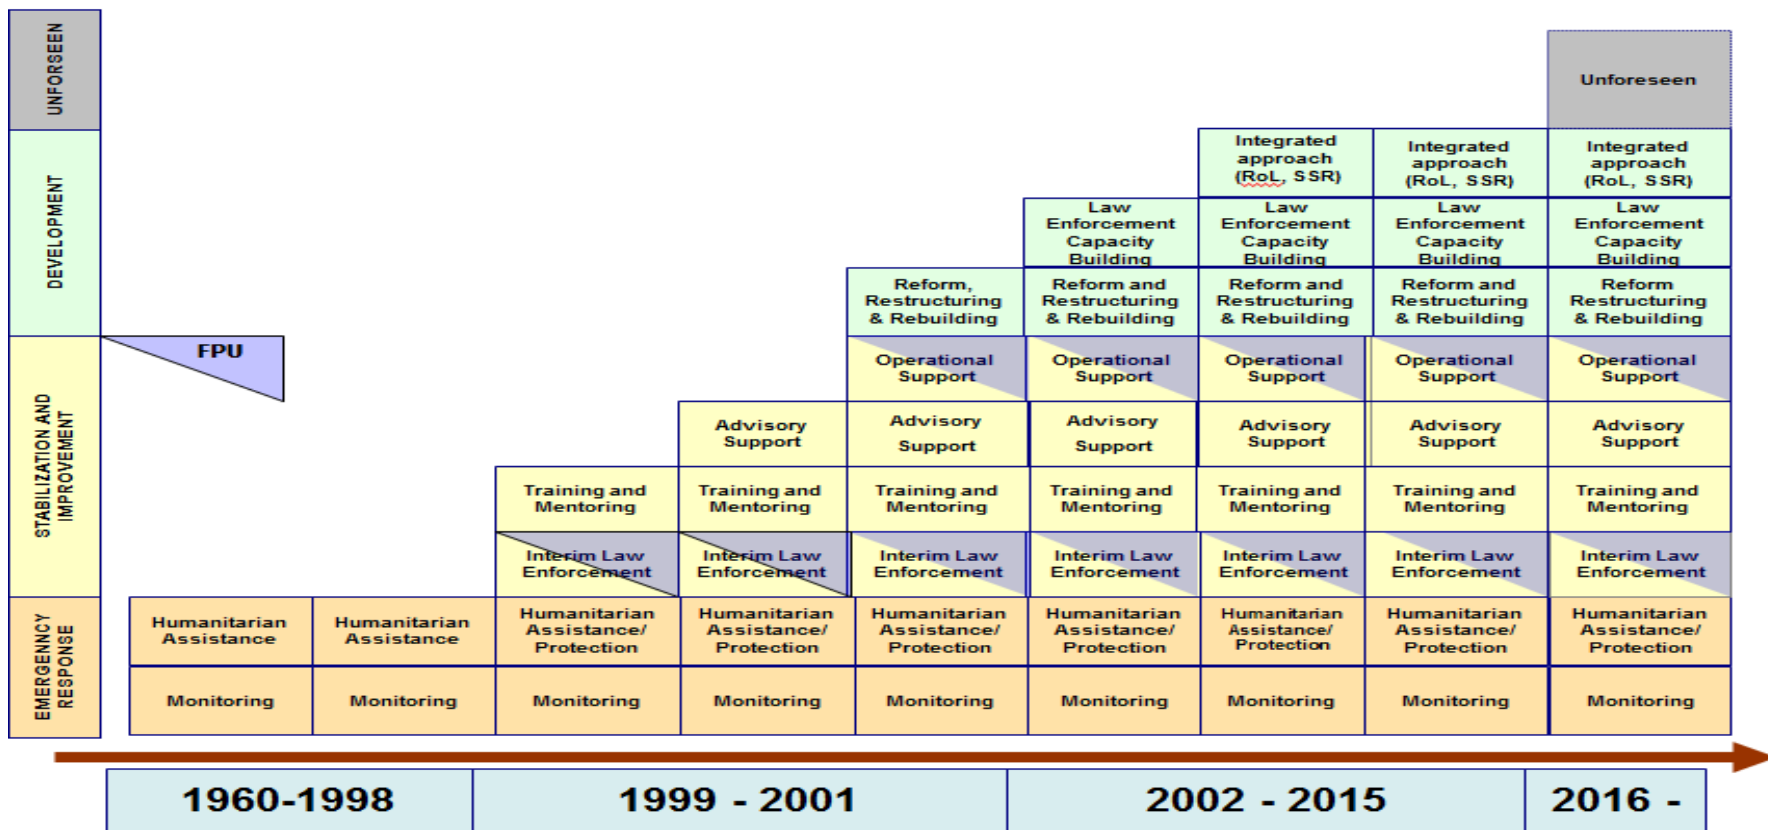 UNFORSEEN
Unforeseen
DEVELOPMENT
Integrated
approach
(RoL, SSR)
Integrated
approach
(RoL, SSR)
Integrated
approach
(RoL, SSR)
Law
Enforcement
Capacity
Building
Law
Enforcement
Capacity
Building
Law
Enforcement
Capacity
Building
Law
Enforcement
Capacity
Building
Reform,
Restructuring
& Rebuilding
Reform and
Restructuring
& Rebuilding
Reform and
Restructuring
& Rebuilding
Reform and
Restructuring
& Rebuilding
Reform
Restructuring
& Rebuilding
STABILIZATION AND
IMPROVEMENT
FPU
Operational
Support
Operational
Support
Operational
Support
Operational
Support
Operational
Support
Advisory
Support
Advisory
Support
Advisory
Support
Advisory
Support
Advisory
Support
Advisory
Support
Training and
Mentoring
Training and
Mentoring
Training and
Mentoring
Training and
Mentoring
Training and
Mentoring
Training and
Mentoring
Training and
Mentoring
Interim Law
Enforcement
Interim Law
Enforcement
Interim Law
Enforcement
Interim Law
Enforcement
Interim Law
Enforcement
Interim Law
Enforcement
Interim Law
Enforcement
EMERGENCY
RESPONSE
Humanitarian
Assistance
Humanitarian
Assistance
Humanitarian
Assistance/
Protection
Humanitarian
Assistance/
Protection
Humanitarian
Assistance/
Protection
Humanitarian
Assistance/
Protection
Humanitarian
Assistance/
Protection
Humanitarian
Assistance/
Protection
Humanitarian
Assistance/
Protection
Monitoring
Monitoring
Monitoring
Monitoring
Monitoring
Monitoring
Monitoring
Monitoring
Monitoring
1960-1998
1999 - 2001
2002 - 2015
2016 -